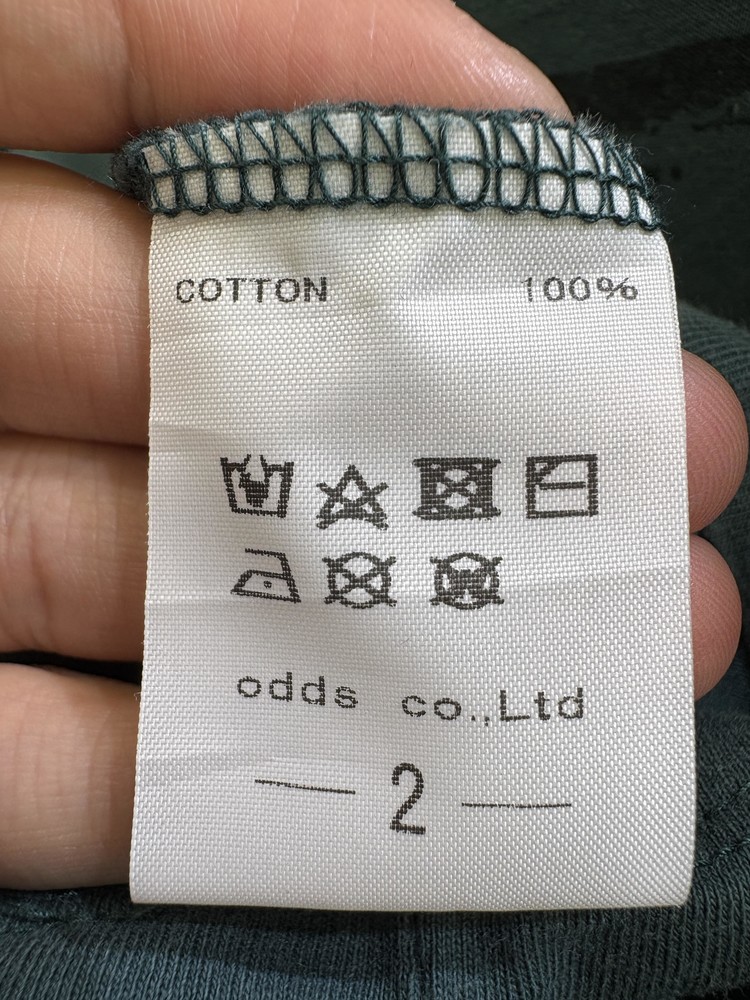 COTTON 100%
odds co.,Ltd
— 2 —